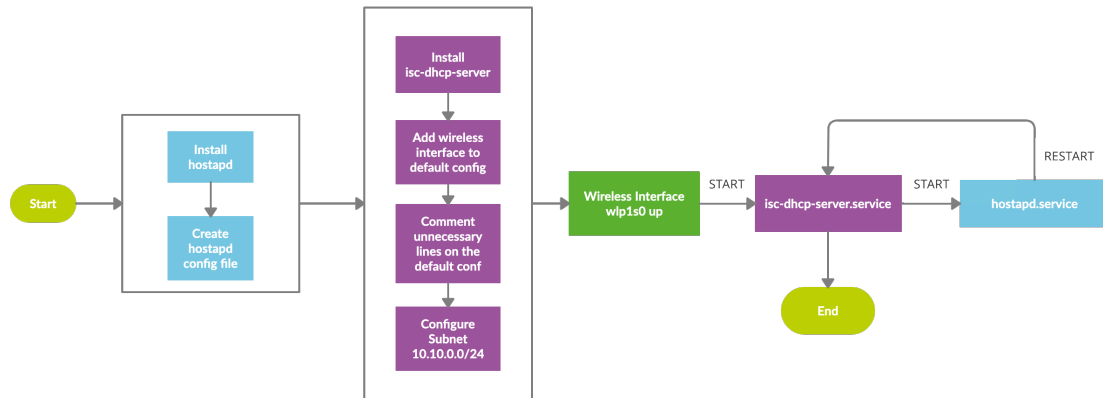 Start
Install
hostapd
Create
hostapd
config file
Install
isc-dhcp-server
Add wireless
interface to
default config
Comment
unnecessary
lines on the
default conf
Configure
Subnet
10.10.0.0/24
Wireless Interface
wlp1s0 up
START
isc-dhcp-server.service
START
hostapd.service
RESTART
End